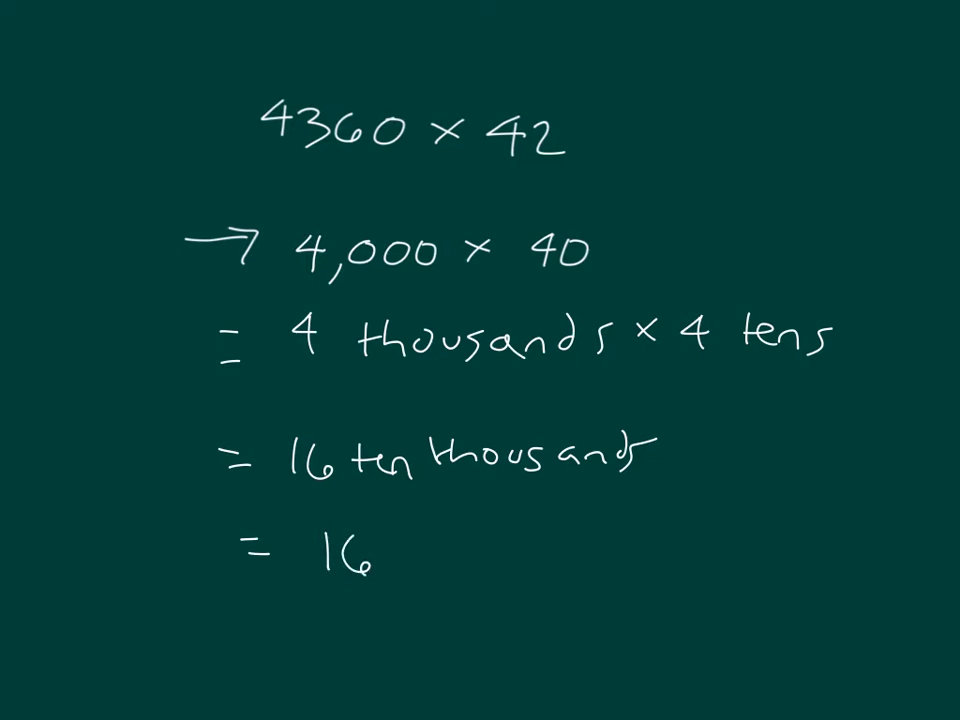 4360 × 42
→ 4,000 × 40
= 4 thousands × 4 tens
= 16 ten thousands
= 16